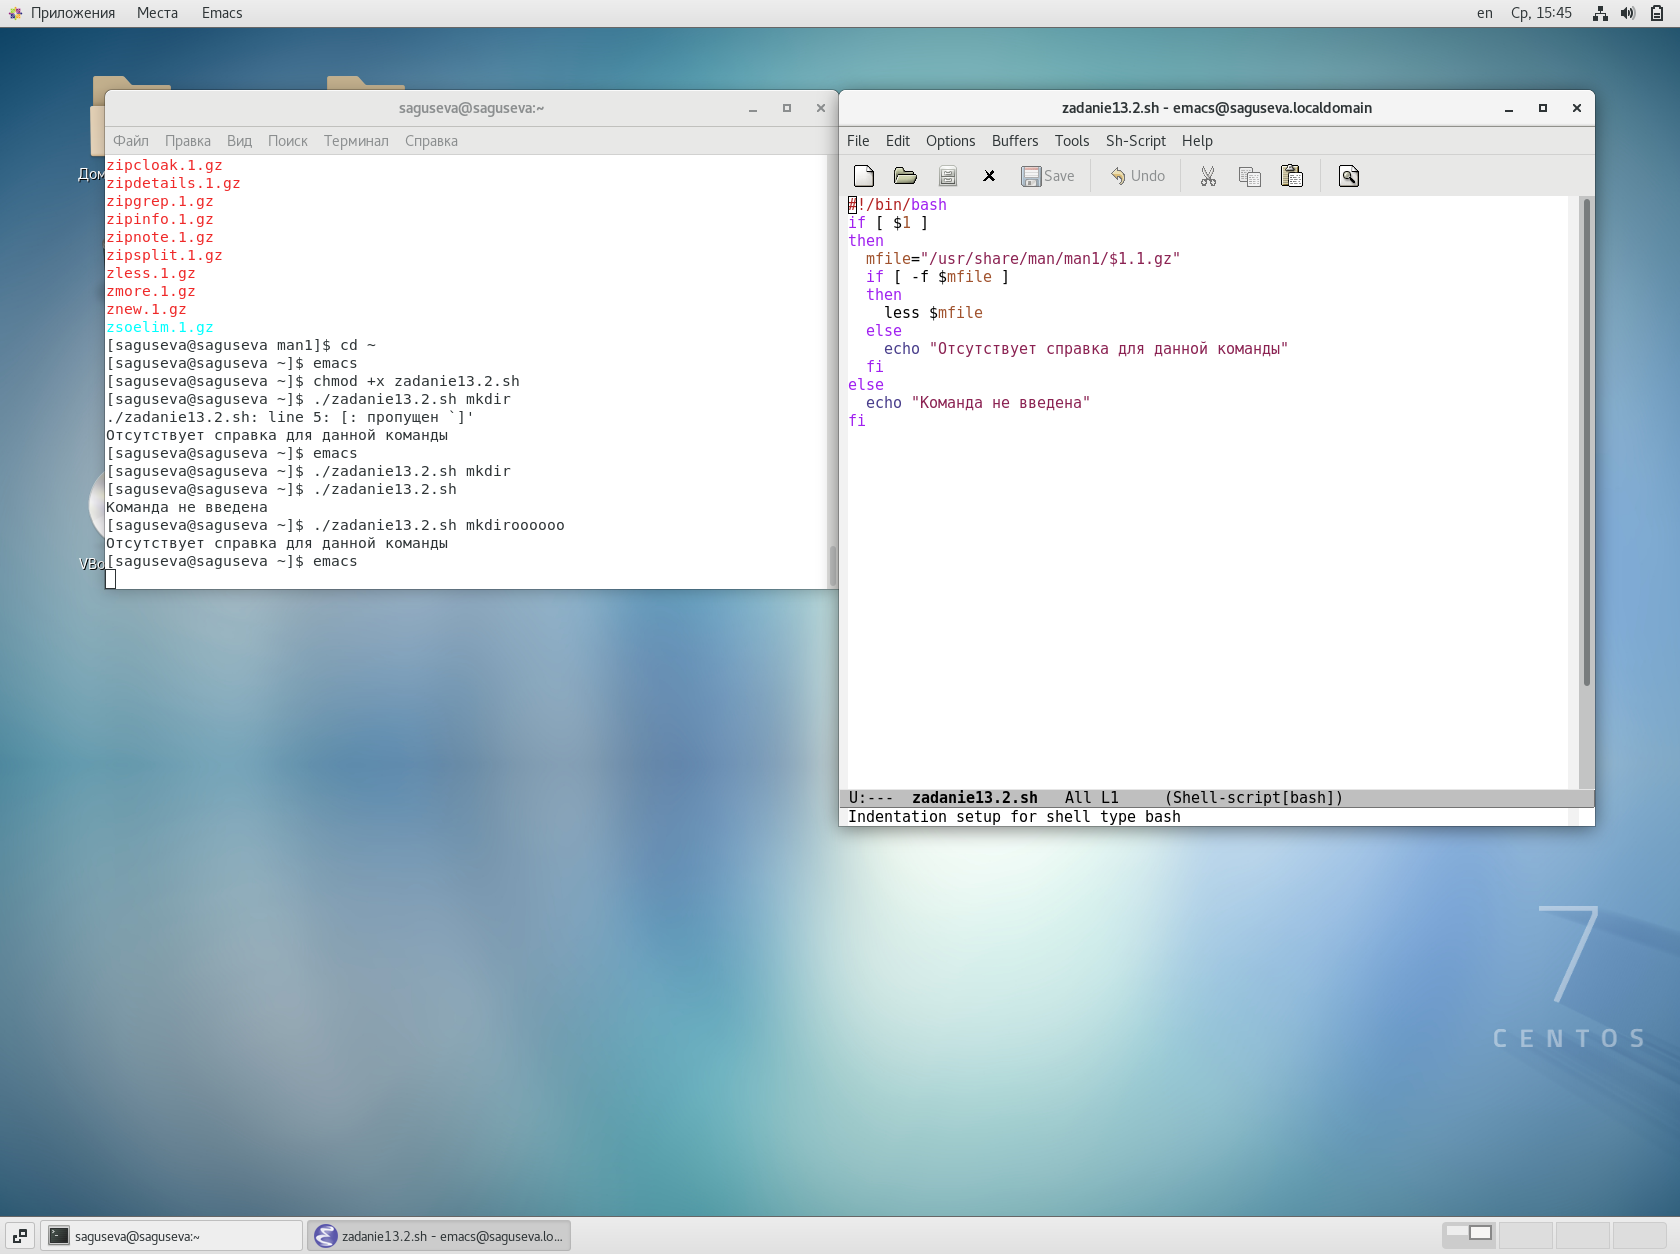 Приложения Места Emacs en Ср, 15:45
saguseva@saguseva:~
Файл Правка Вид Поиск Терминал Справка
zipcloak.1.gz
zipdetails.1.gz
zipgrep.1.gz
zipinfo.1.gz
zipnote.1.gz
zipsplit.1.gz
zless.1.gz
zmore.1.gz
znew.1.gz
zsoelim.1.gz
[saguseva@saguseva man1]$ cd ~
[saguseva@saguseva ~]$ emacs
[saguseva@saguseva ~]$ chmod +x zadanie13.2.sh
[saguseva@saguseva ~]$ ./zadanie13.2.sh mkdir
./zadanie13.2.sh: line 5: [: пропущен `]'
Отсутствует справка для данной команды
[saguseva@saguseva ~]$ emacs
[saguseva@saguseva ~]$ ./zadanie13.2.sh mkdir
[saguseva@saguseva ~]$ ./zadanie13.2.sh
Команда не введена
[saguseva@saguseva ~]$ ./zadanie13.2.sh mkdiroooooo
Отсутствует справка для данной команды
[saguseva@saguseva ~]$ emacs
zadanie13.2.sh - emacs@saguseva.localdomain
File Edit Options Buffers Tools Sh-Script Help
Save Undo
#!/bin/bash
if [ $1 ]
then
  mfile="/usr/share/man/man1/$1.1.gz"
  if [ -f $mfile ]
  then
    less $mfile
  else
    echo "Отсутствует справка для данной команды"
  fi
else
  echo "Команда не введена"
fi
U:--- zadanie13.2.sh All L1 (Shell-script[bash])
Indentation setup for shell type bash
Дом
VBo
7
CENTOS
saguseva@saguseva:~
zadanie13.2.sh - emacs@saguseva.lo...